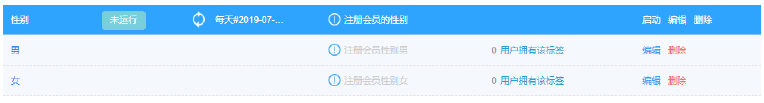 性别 未运行 每天#2019-07-... 注册会员的性别 启动 编辑 删除
男 注册会员性别男 0 用户拥有该标签 编辑 删除
女 注册会员性别女 0 用户拥有该标签 编辑 删除